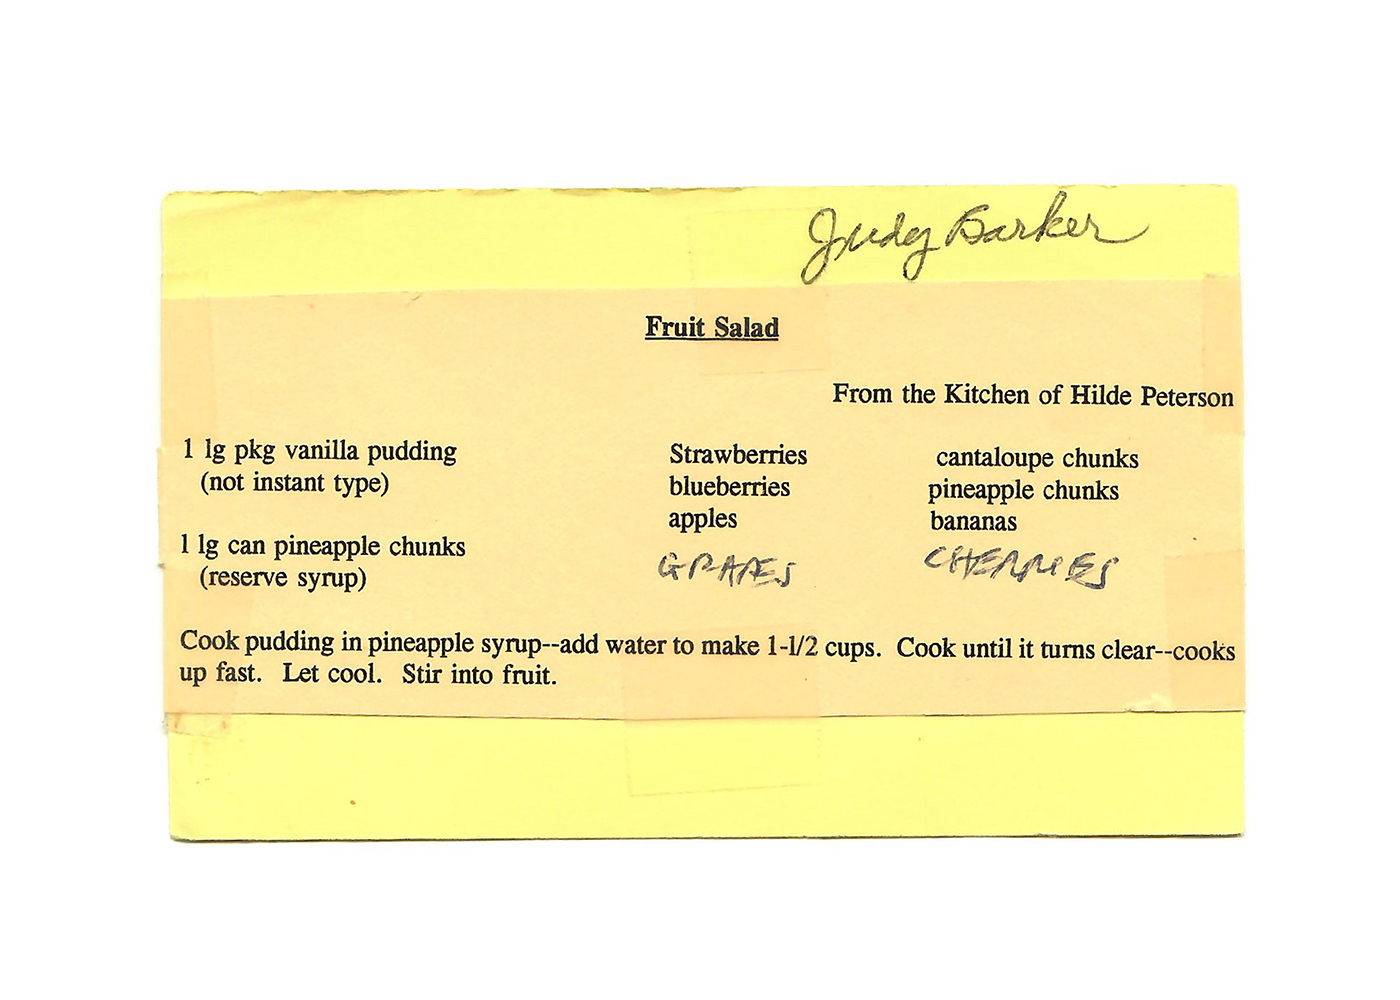 Judy Barker
Fruit Salad
From the Kitchen of Hilde Peterson
1 lg pkg vanilla pudding
(not instant type)
1 lg can pineapple chunks
(reserve syrup)
Strawberries
blueberries
apples
GRAPES
cantaloupe chunks
pineapple chunks
bananas
CHERRIES
Cook pudding in pineapple syrup--add water to make 1-1/2 cups. Cook until it turns clear--cooks
up fast. Let cool. Stir into fruit.